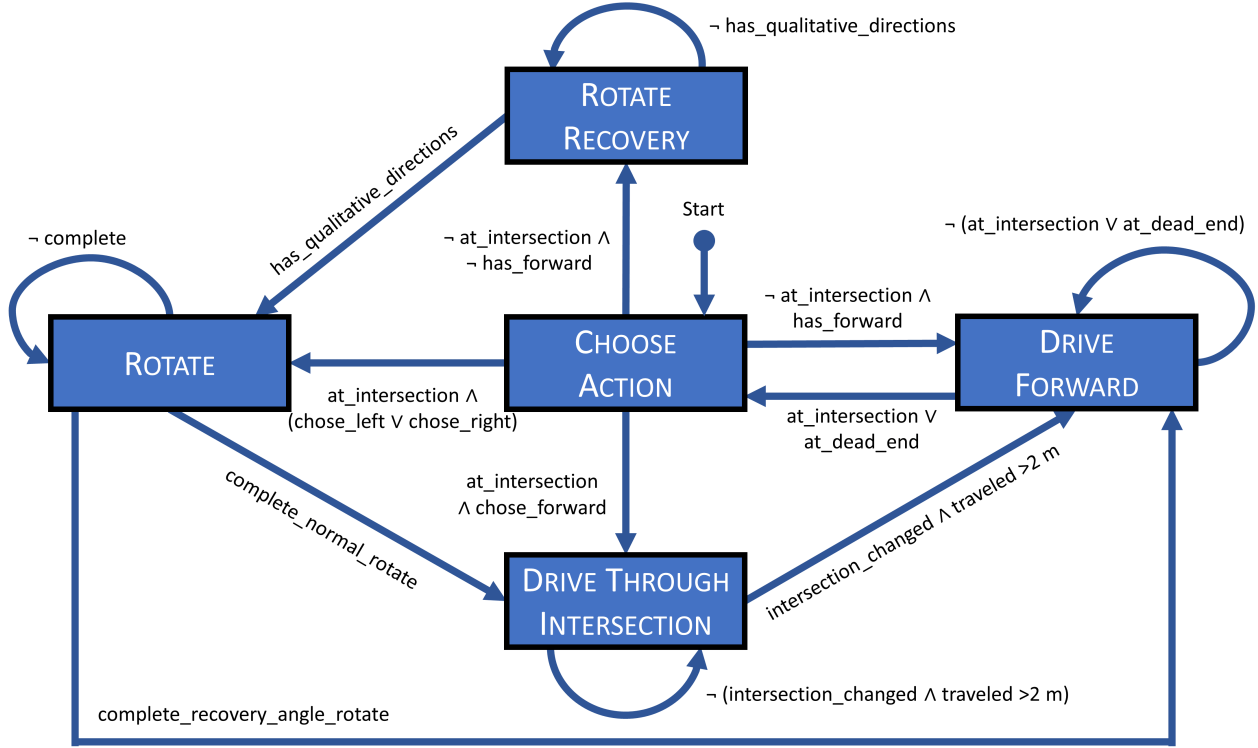 ¬ has_qualitative_directions
ROTATE
RECOVERY
has_qualitative_directions
Start
¬ complete
¬ at_intersection ∧
¬ has_forward
¬ (at_intersection ∨ at_dead_end)
¬ at_intersection ∧
has_forward
ROTATE
CHOOSE
ACTION
DRIVE
FORWARD
at_intersection ∧
(chose_left ∨ chose_right)
at_intersection ∨
at_dead_end
at_intersection
∧ chose_forward
complete_normal_rotate
intersection_changed ∧ traveled >2 m
DRIVE THROUGH
INTERSECTION
¬ (intersection_changed ∧ traveled >2 m)
complete_recovery_angle_rotate